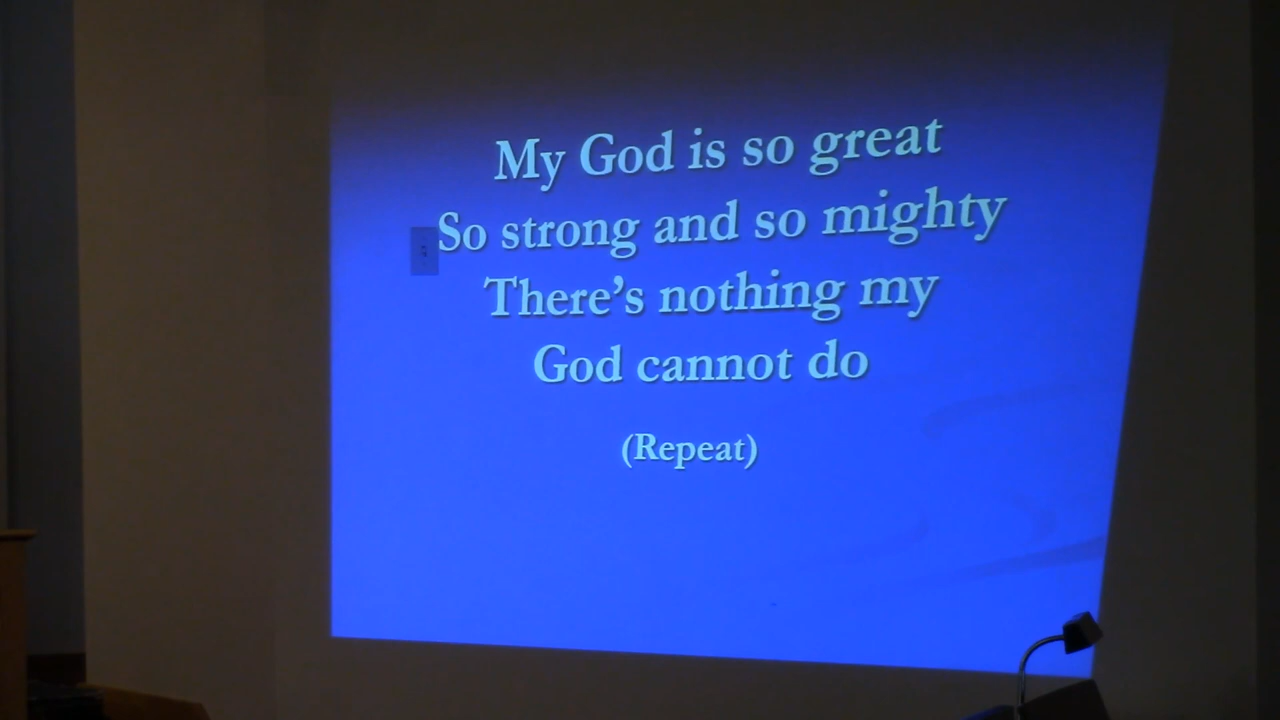 My God is so great
So strong and so mighty
There’s nothing my
God cannot do
(Repeat)